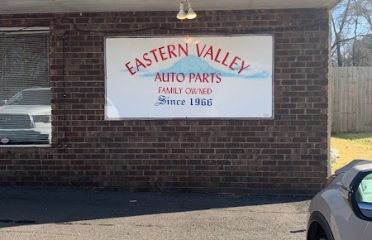 EASTERN VALLEY
AUTO PARTS
FAMILY OWNED
Since 1966